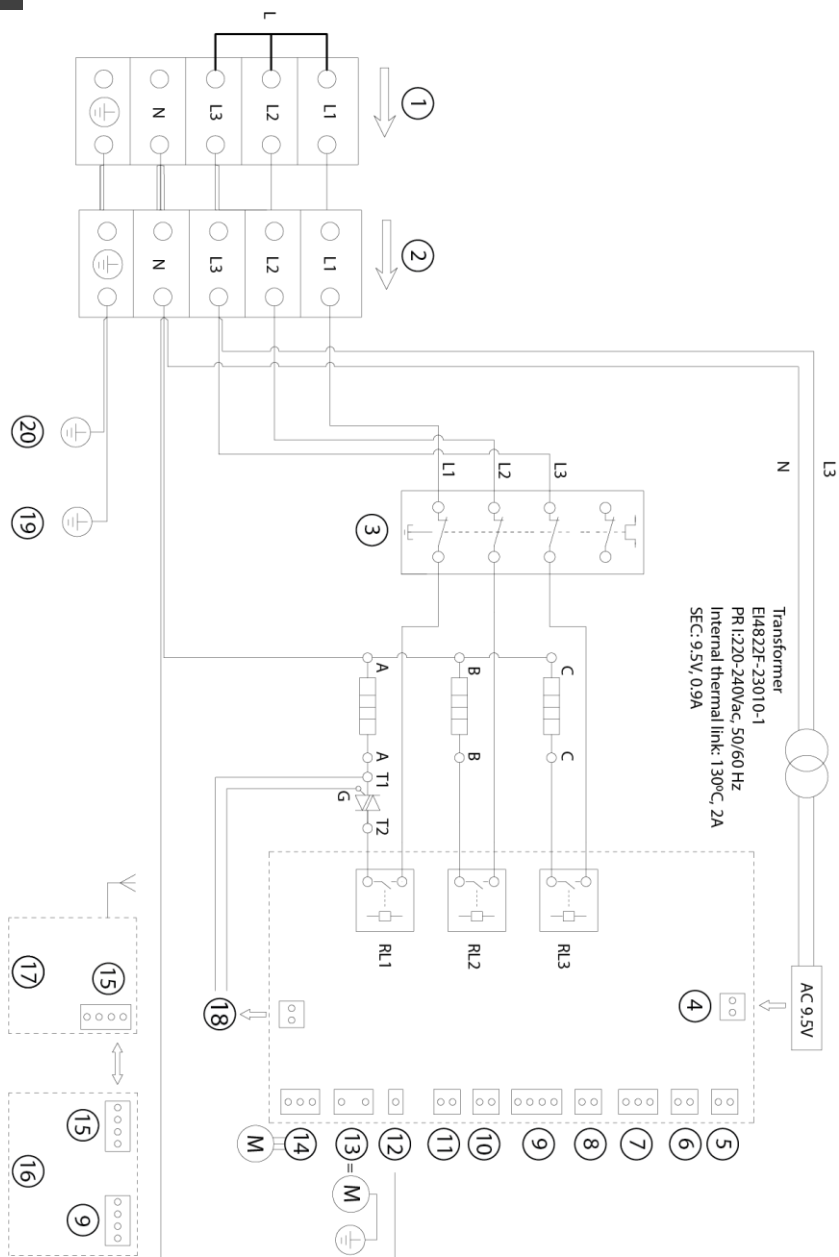 L
L1
L2
L3
N
1
L1
L2
L3
N
2
L3
N
L1
L2
L3
3
Transformer
EI4822F-23010-1
PR I:220-240Vac, 50/60 Hz
Internal thermal link: 130ºC, 2A
SEC: 9.5V, 0.9A
AC 9.5V
A
B
C
A
B
C
T1
G
T2
RL1
RL2
RL3
4
5
6
7
8
9
10
11
12
13
=
M
14
M
18
20
19
15
17
15
16
9